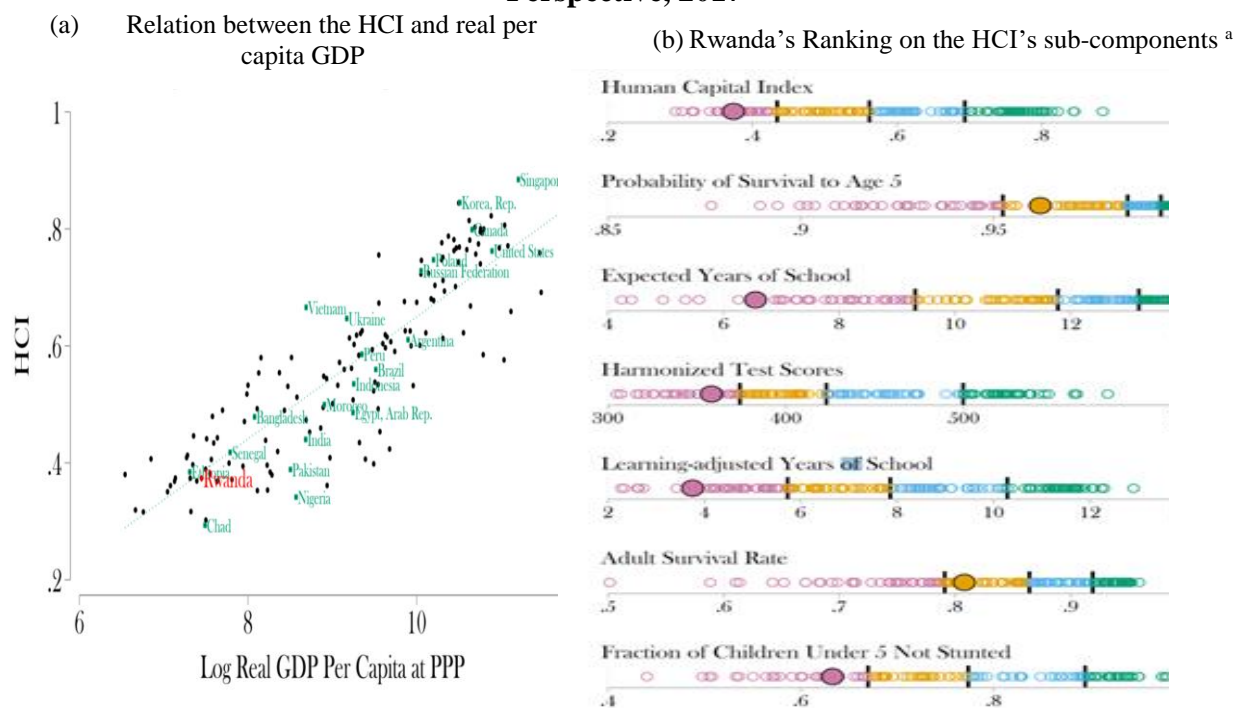 (a) Relation between the HCI and real per
capita GDP
(b) Rwanda's Ranking on the HCI's sub-components a
1
.8
.6
.4
.2
HCI
Singapor
Korea, Rep.
Canada
United States
Poland
Russian Federation
Vietnam
Ukraine
Argentina
Peru
Brazil
Indonesia
Morocco
Egypt, Arab Rep.
Bangladesh
India
Senegal
Pakistan
Ethiopia
Rwanda
Nigeria
Chad
6 8 10
Log Real GDP Per Capita at PPP
Human Capital Index
.2 .4 .6 .8
Probability of Survival to Age 5
.85 .9 .95
Expected Years of School
4 6 8 10 12
Harmonized Test Scores
300 400 500
Learning-adjusted Years of School
2 4 6 8 10 12
Adult Survival Rate
.5 .6 .7 .8 .9
Fraction of Children Under 5 Not Stunted
.4 .6 .8